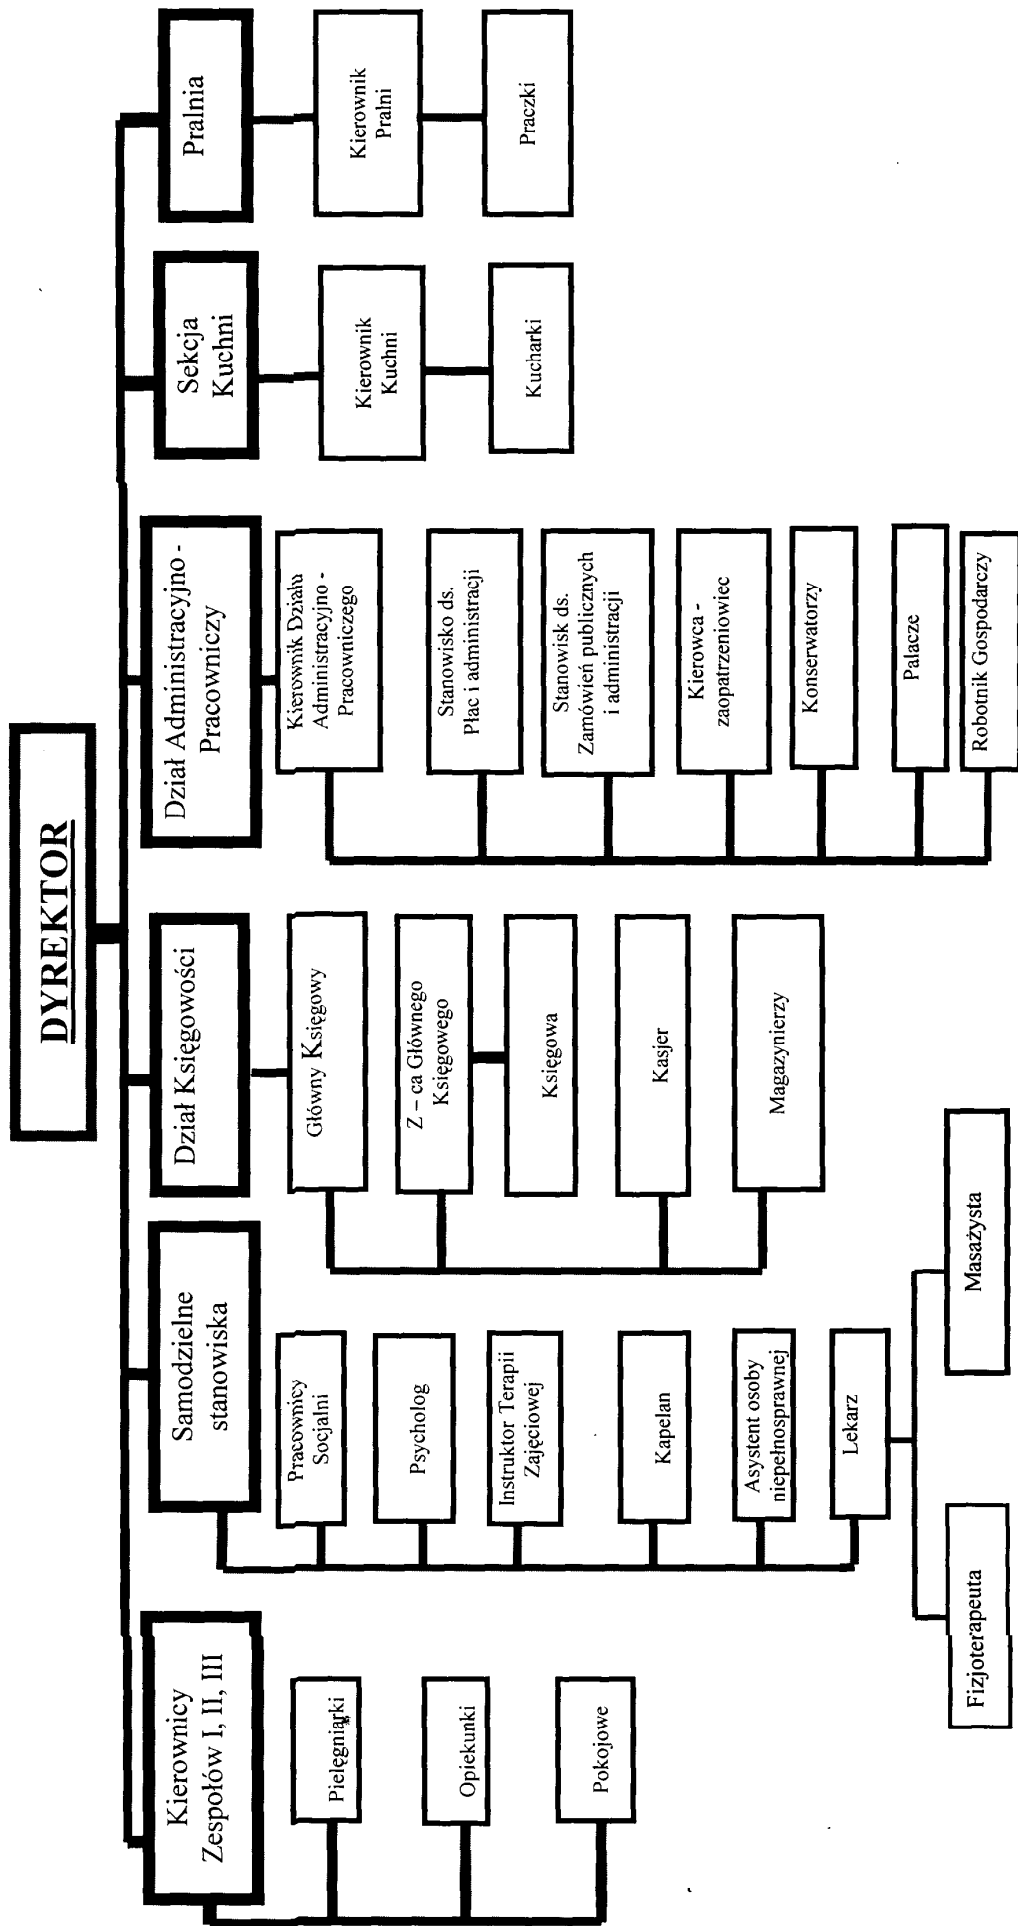 DYREKTOR
Kierownicy
Zespołów I, II, III
Pielęgniarki
Opiekunki
Pokojowe
Samodzielne
stanowiska
Pracownicy
Socjalni
Psycholog
Instruktor Terapii
Zajęciowej
Kapelan
Asystent osoby
niepełnosprawnej
Lekarz
Fizjoterapeuta
Masażysta
Dział Księgowości
Główny Księgowy
Z – ca Głównego
Księgowego
Księgowa
Kasjer
Magazynierzy
Dział Administracyjno -
Pracowniczy
Kierownik Działu
Administracyjno -
Pracowniczego
Stanowisko ds.
Płac i administracji
Stanowisk ds.
Zamówień publicznych
i administracji
Kierowca -
zaopatrzeniowiec
Konserwatorzy
Palacze
Robotnik Gospodarczy
Sekcja
Kuchni
Kierownik
Kuchni
Kucharki
Pralnia
Kierownik
Pralni
Praczki